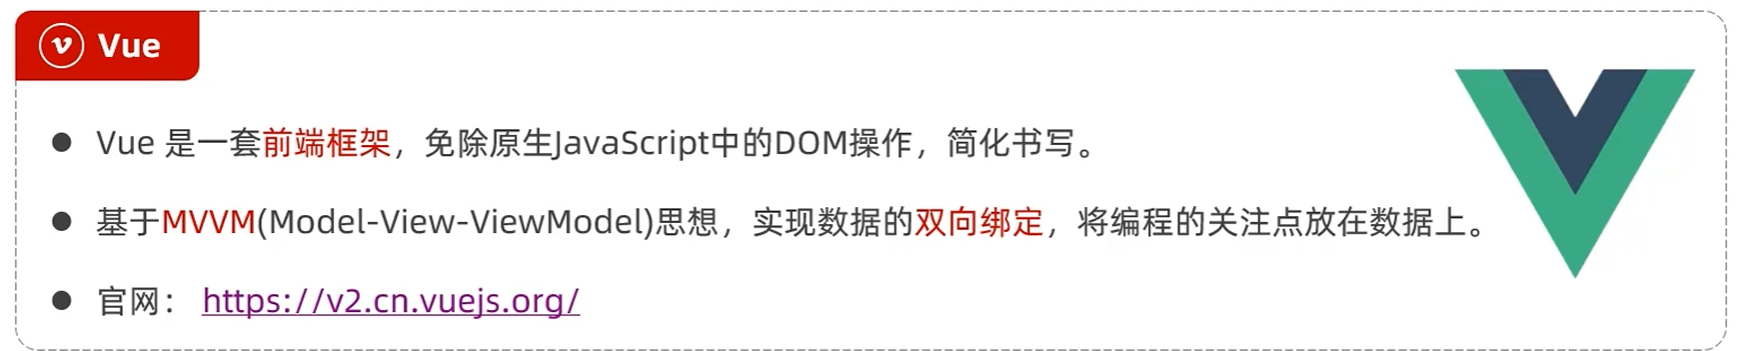 Vue
Vue 是一套前端框架，免除原生JavaScript中的DOM操作，简化书写。
基于MVVM(Model-View-ViewModel)思想，实现数据的双向绑定，将编程的关注点放在数据上。
官网： https://v2.cn.vuejs.org/